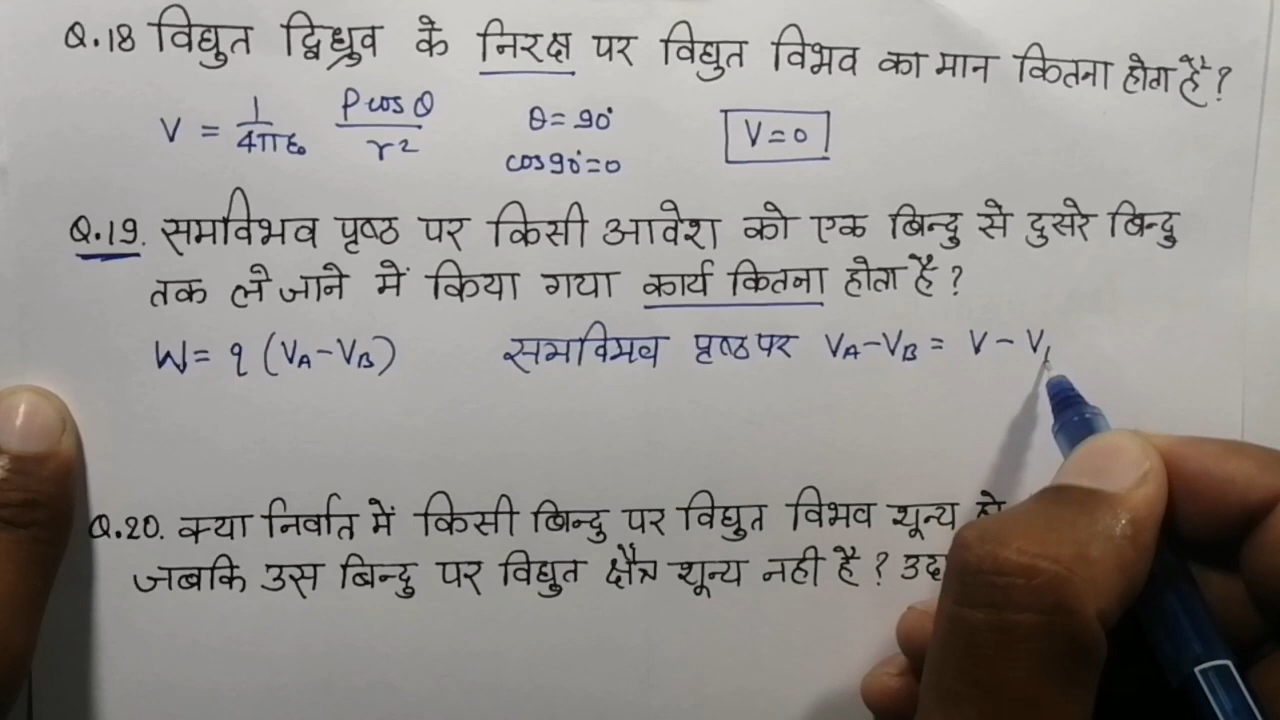 Q.18 विद्युत द्विध्रुव के निरक्ष पर विद्युत विभव का मान कितना होता है?
V = 1/4πε₀ Pcosθ/r² θ=90° V=0
cos90°=0
Q.19. समविभव पृष्ठ पर किसी आवेश को एक बिन्दु से दुसरे बिन्दु
तक ले जाने में किया गया कार्य कितना होता है?
W= q (VA-VB) समविभव पृष्ठ पर VA-VB = V-V
Q.20. क्या निर्वात में किसी बिन्दु पर विद्युत विभव शून्य
जबकि उस बिन्दु पर विद्युत क्षैत्र शून्य नही है?